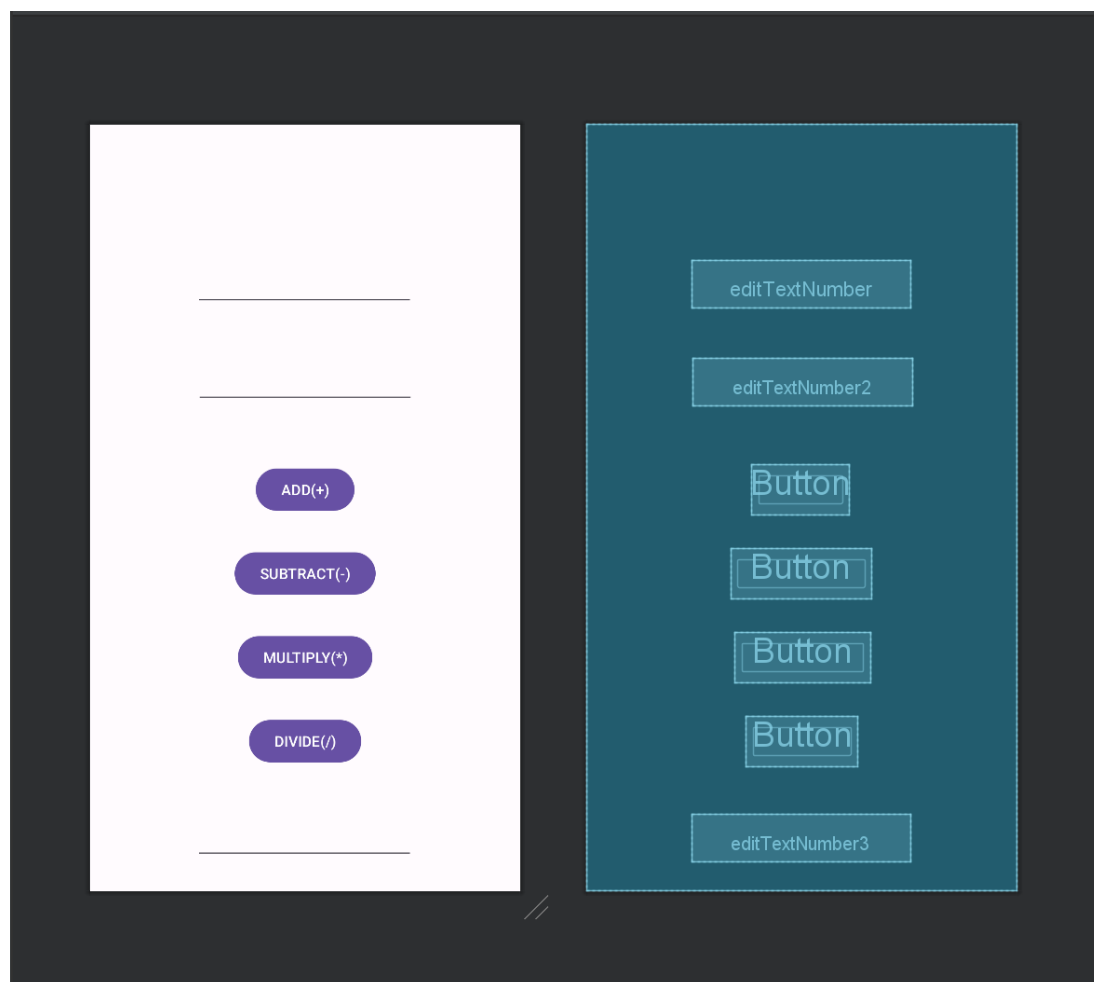 ADD(+)
SUBTRACT(-)
MULTIPLY(*)
DIVIDE(/)
editTextNumber
editTextNumber2
Button
Button
Button
Button
editTextNumber3